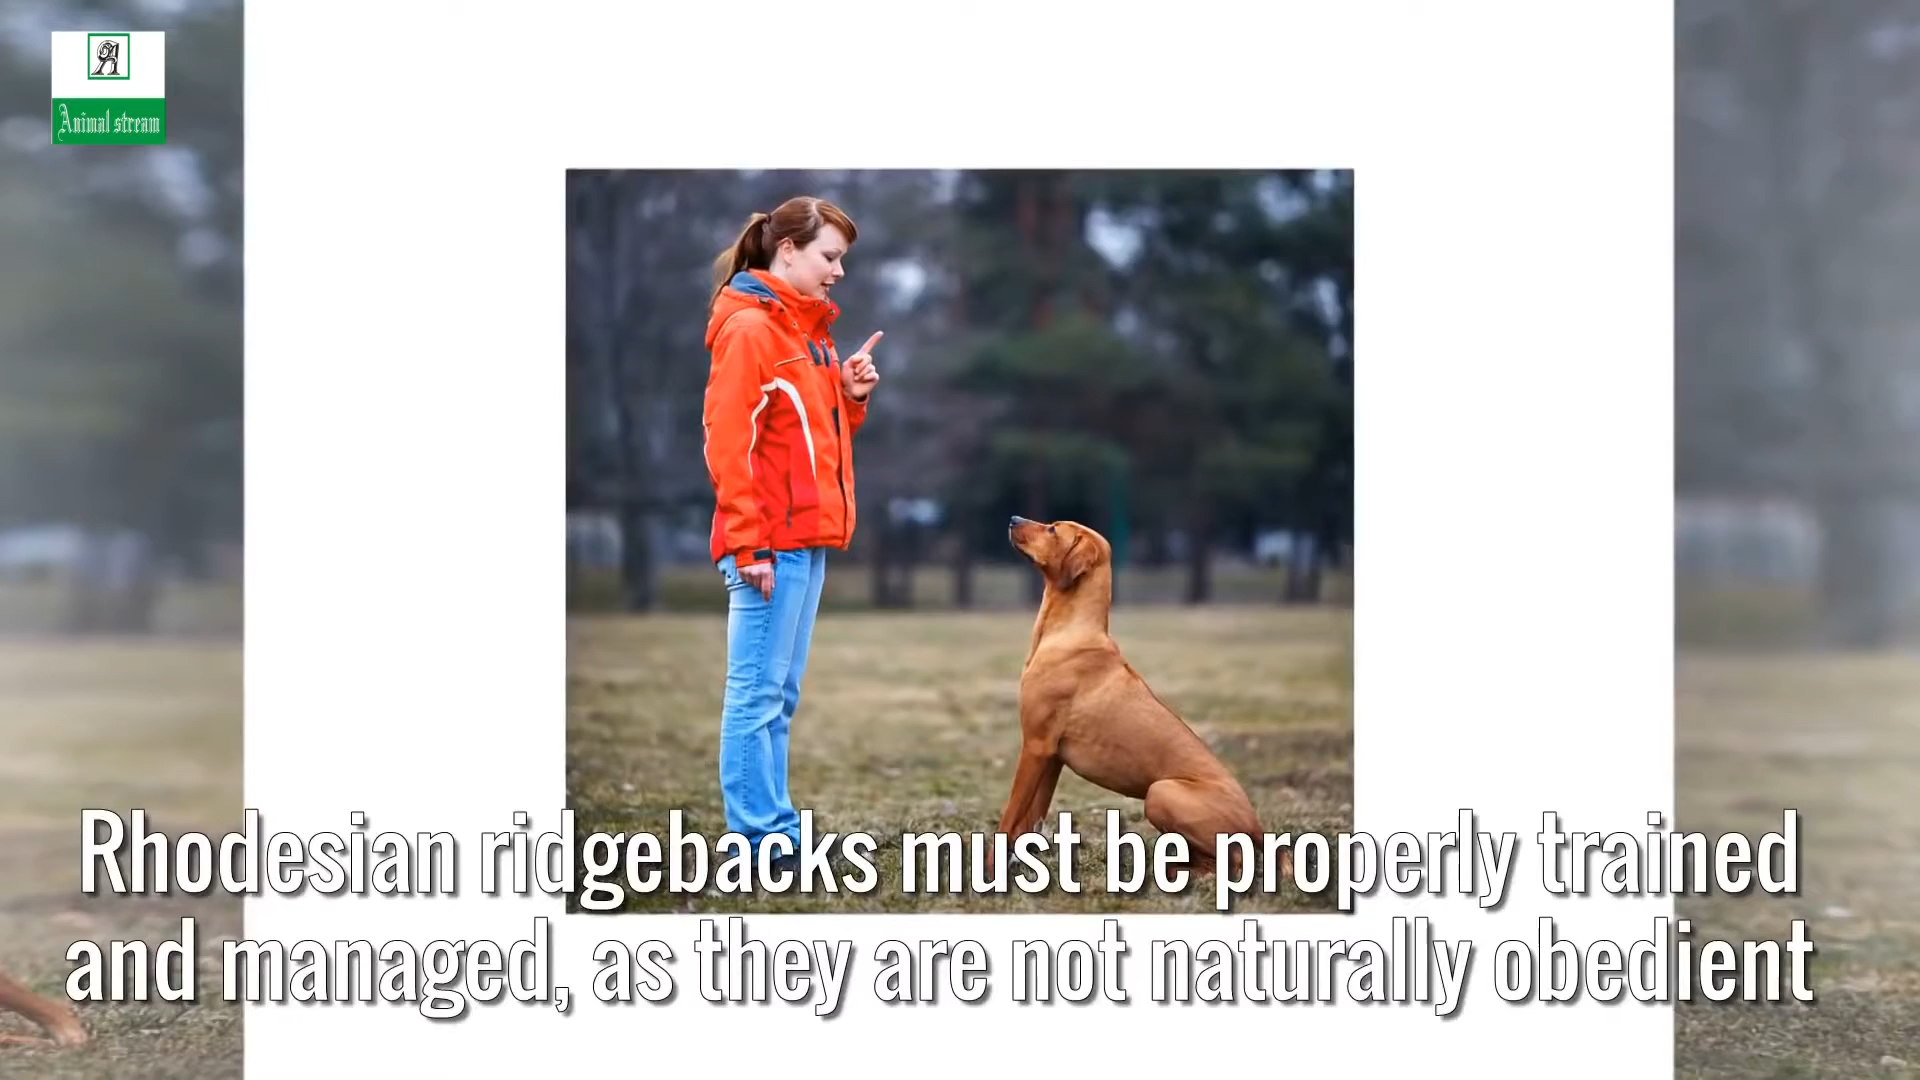 A
Animal stream
Rhodesian ridgebacks must be properly trained
and managed, as they are not naturally obedient